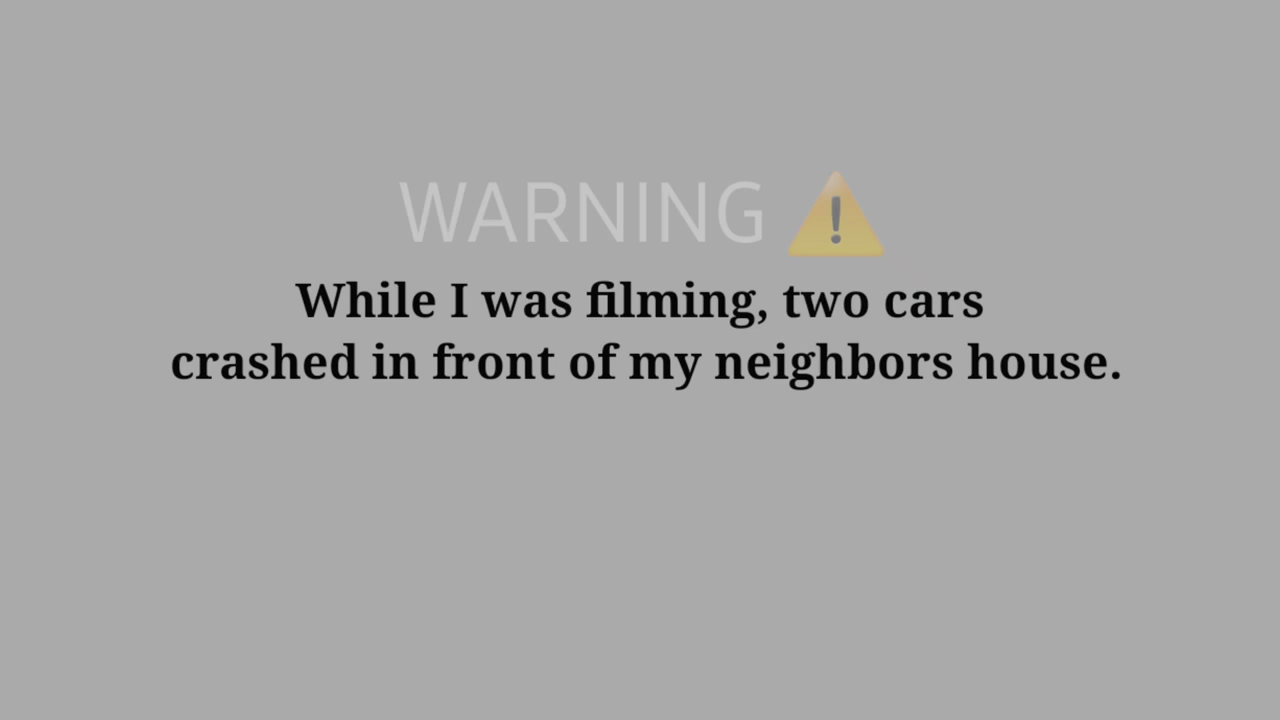 WARNING ⚠️
While I was filming, two cars
crashed in front of my neighbors house.